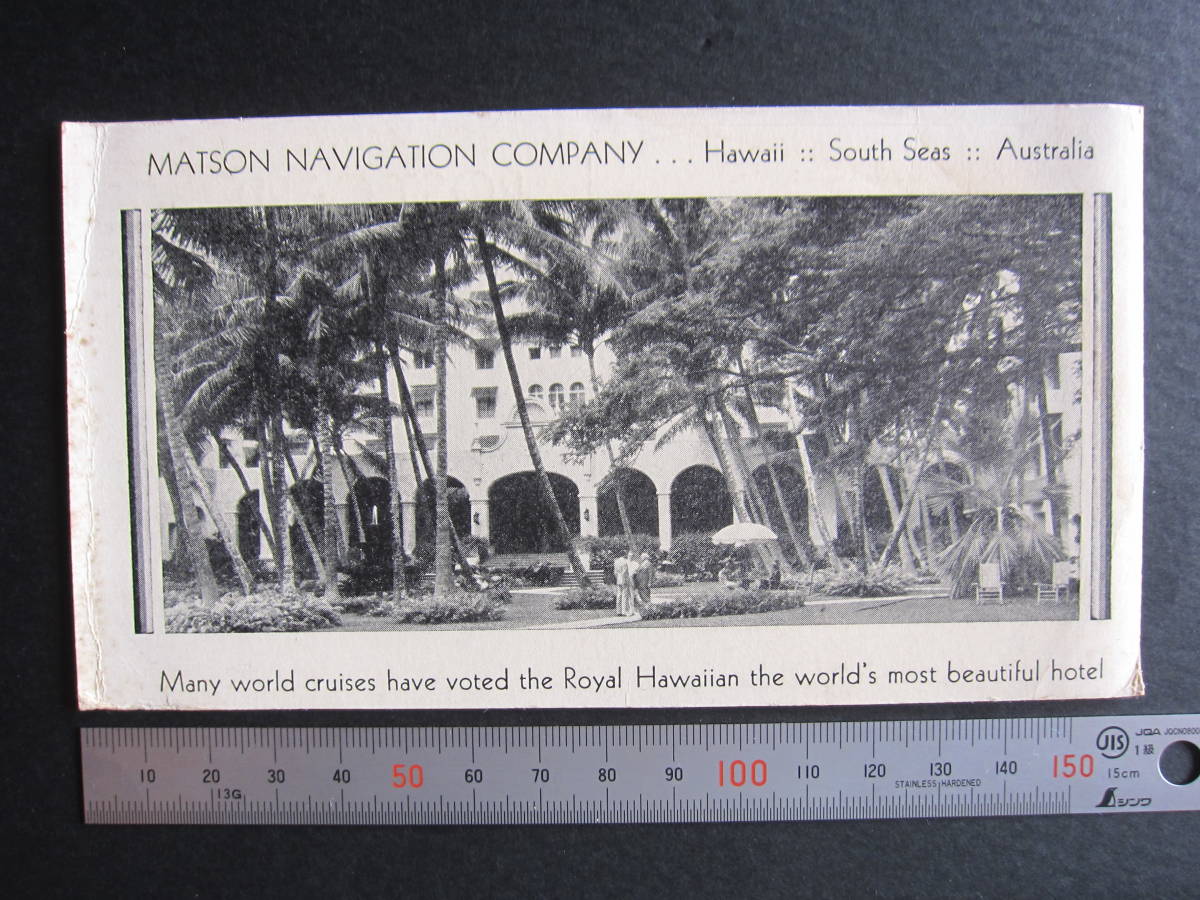 MATSON NAVIGATION COMPANY . . . Hawaii :: South Seas :: Australia
Many world cruises have voted the Royal Hawaiian the world's most beautiful hotel
10 20 30 40 50 60 70 80 90 100 110 120 130 140 150 15cm
13G
STAINLESS HARDENED
JIS
JQA
1級
シンワ